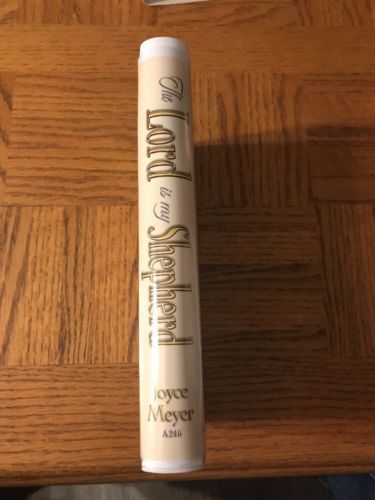 The Lord is my Shepherd
Joyce
Meyer
A246